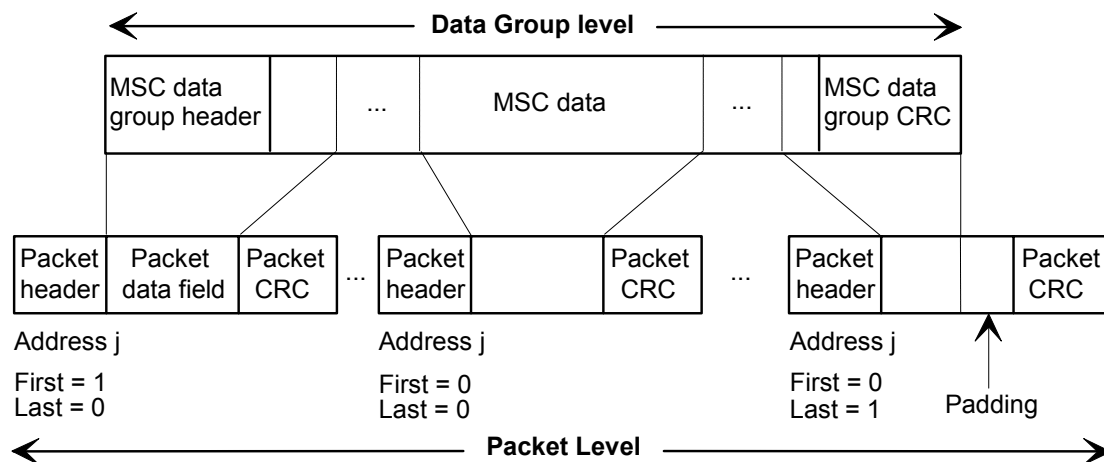 Data Group level
MSC data
group header
...
MSC data
...
MSC data
group CRC
Packet
header
Packet
data field
Packet
CRC
...
Packet
header
Packet
CRC
...
Packet
header
Packet
CRC
Address j
First = 1
Last = 0
Address j
First = 0
Last = 0
Address j
First = 0
Last = 1
Padding
Packet Level